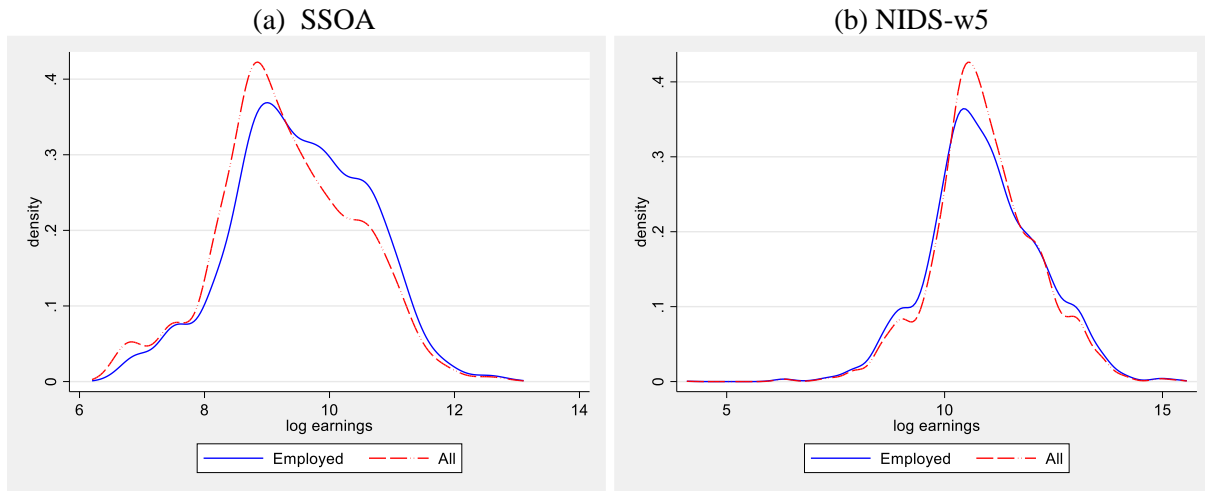 (a) SSOA
(b) NIDS-w5
density
.4
.3
.2
.1
0
6
8
10
12
14
log earnings
Employed
All
density
.4
.3
.2
.1
0
5
10
15
log earnings
Employed
All